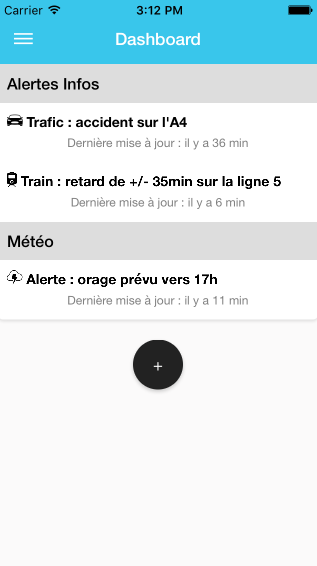 Carrier 3:12 PM
Dashboard
Alertes Infos
Trafic : accident sur l'A4
Dernière mise à jour : il y a 36 min
Train : retard de +/- 35min sur la ligne 5
Dernière mise à jour : il y a 6 min
Météo
Alerte : orage prévu vers 17h
Dernière mise à jour : il y a 11 min
+